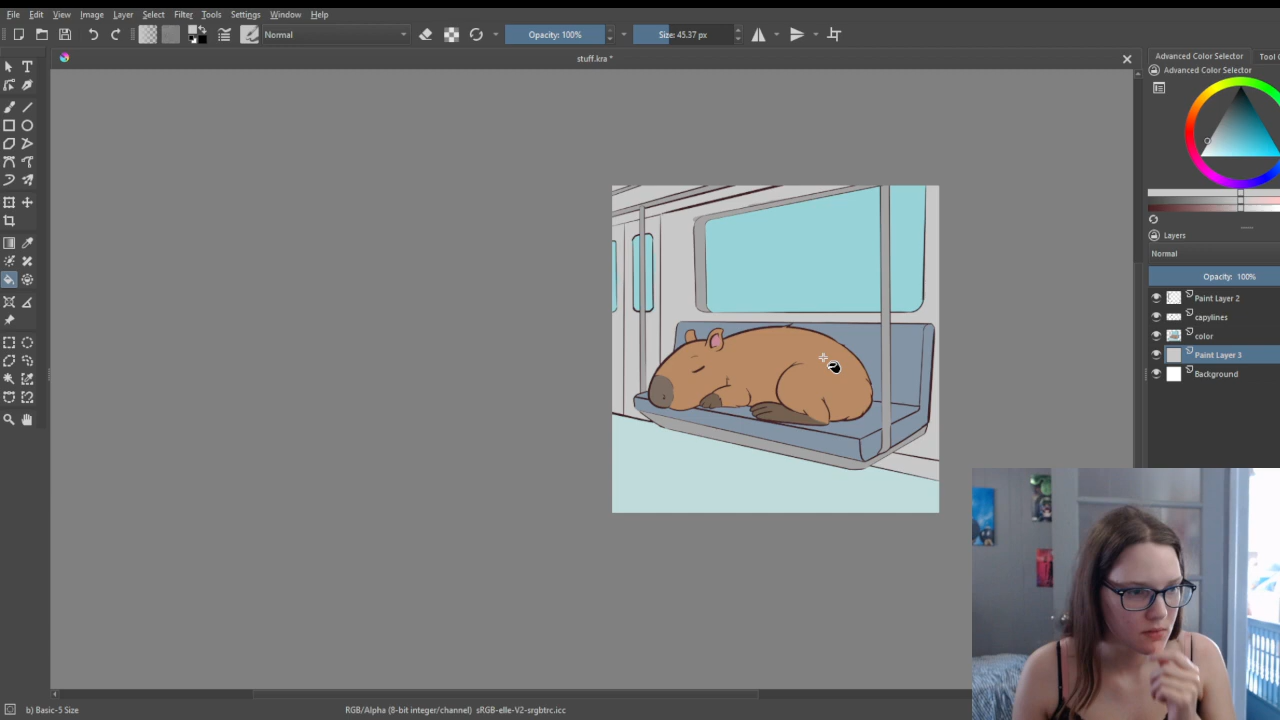 File Edit View Image Layer Select Filter Tools Settings Window Help
Normal Opacity: 100% Size: 45.37 px
stuff.kra *
Advanced Color Selector Tool
Advanced Color Selector
Layers
Normal
Opacity: 100%
Paint Layer 2
capylines
color
Paint Layer 3
Background
b) Basic-5 Size RGB/Alpha (8-bit integer/channel) sRGB-elle-V2-srgbtrc.icc